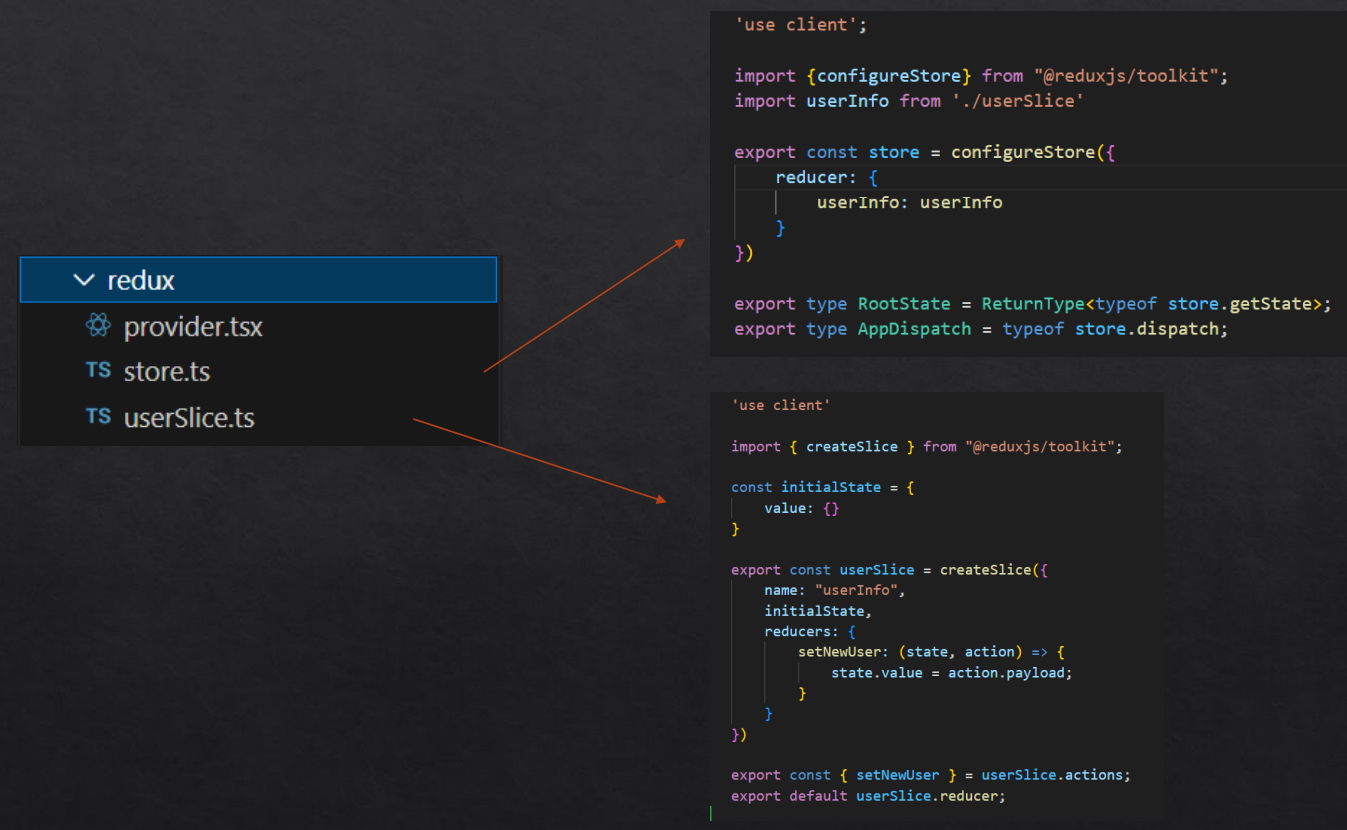 redux
provider.tsx
TS store.ts
TS userSlice.ts
'use client';
import {configureStore} from "@reduxjs/toolkit";
import userInfo from './userSlice'
export const store = configureStore({
reducer: {
userInfo: userInfo
}
})
export type RootState = ReturnType<typeof store.getState>;
export type AppDispatch = typeof store.dispatch;
'use client'
import { createSlice } from "@reduxjs/toolkit";
const initialState = {
value: {}
}
export const userSlice = createSlice({
name: "userInfo",
initialState,
reducers: {
setNewUser: (state, action) => {
state.value = action.payload;
}
}
})
export const { setNewUser } = userSlice.actions;
export default userSlice.reducer;